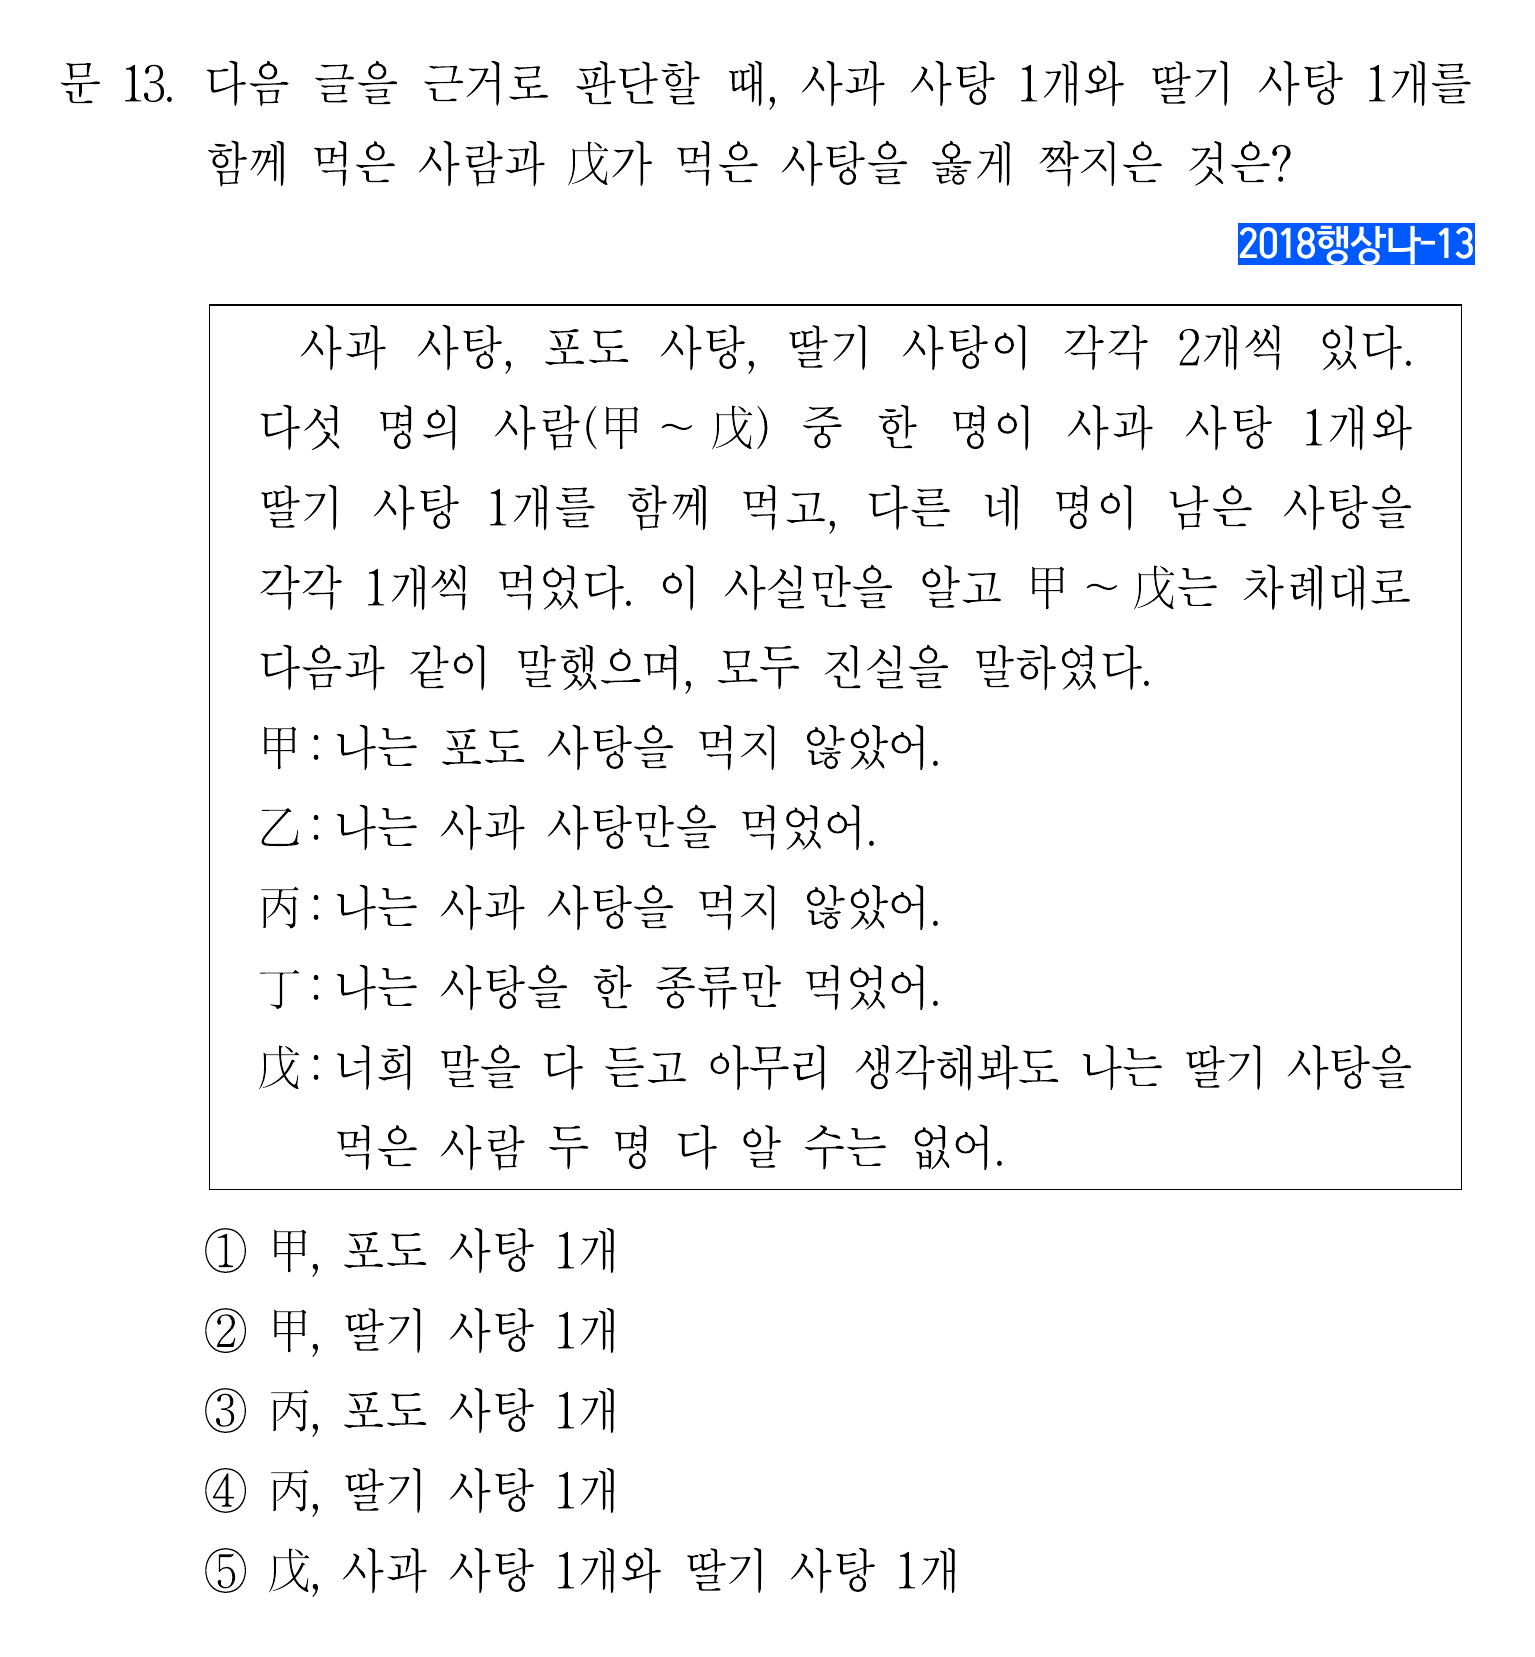 문 13. 다음 글을 근거로 판단할 때, 사과 사탕 1개와 딸기 사탕 1개를
함께 먹은 사람과 戊가 먹은 사탕을 옳게 짝지은 것은?
2018행상나-13
사과 사탕, 포도 사탕, 딸기 사탕이 각각 2개씩 있다.
다섯 명의 사람(甲 ~ 戊) 중 한 명이 사과 사탕 1개와
딸기 사탕 1개를 함께 먹고, 다른 네 명이 남은 사탕을
각각 1개씩 먹었다. 이 사실만을 알고 甲 ~ 戊는 차례대로
다음과 같이 말했으며, 모두 진실을 말하였다.
甲 : 나는 포도 사탕을 먹지 않았어.
乙 : 나는 사과 사탕만을 먹었어.
丙 : 나는 사과 사탕을 먹지 않았어.
丁 : 나는 사탕을 한 종류만 먹었어.
戊 : 너희 말을 다 듣고 아무리 생각해봐도 나는 딸기 사탕을
먹은 사람 두 명 다 알 수는 없어.
① 甲, 포도 사탕 1개
② 甲, 딸기 사탕 1개
③ 丙, 포도 사탕 1개
④ 丙, 딸기 사탕 1개
⑤ 戊, 사과 사탕 1개와 딸기 사탕 1개